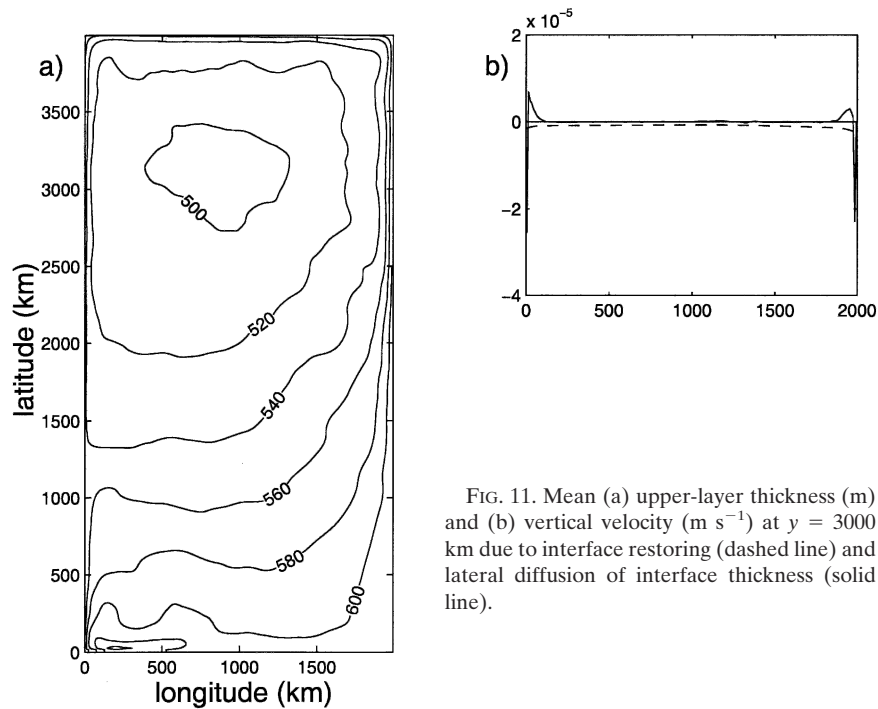 a)
3500
3000
2500
2000
1500
1000
500
0
latitude (km)
500
520
540
560
580
600
0
500
1000
1500
longitude (km)
x 10⁻⁵
b)
2
0
−2
−4
0
500
1000
1500
2000
FIG. 11. Mean (a) upper-layer thickness (m)
and (b) vertical velocity (m s⁻¹) at y = 3000
km due to interface restoring (dashed line) and
lateral diffusion of interface thickness (solid
line).